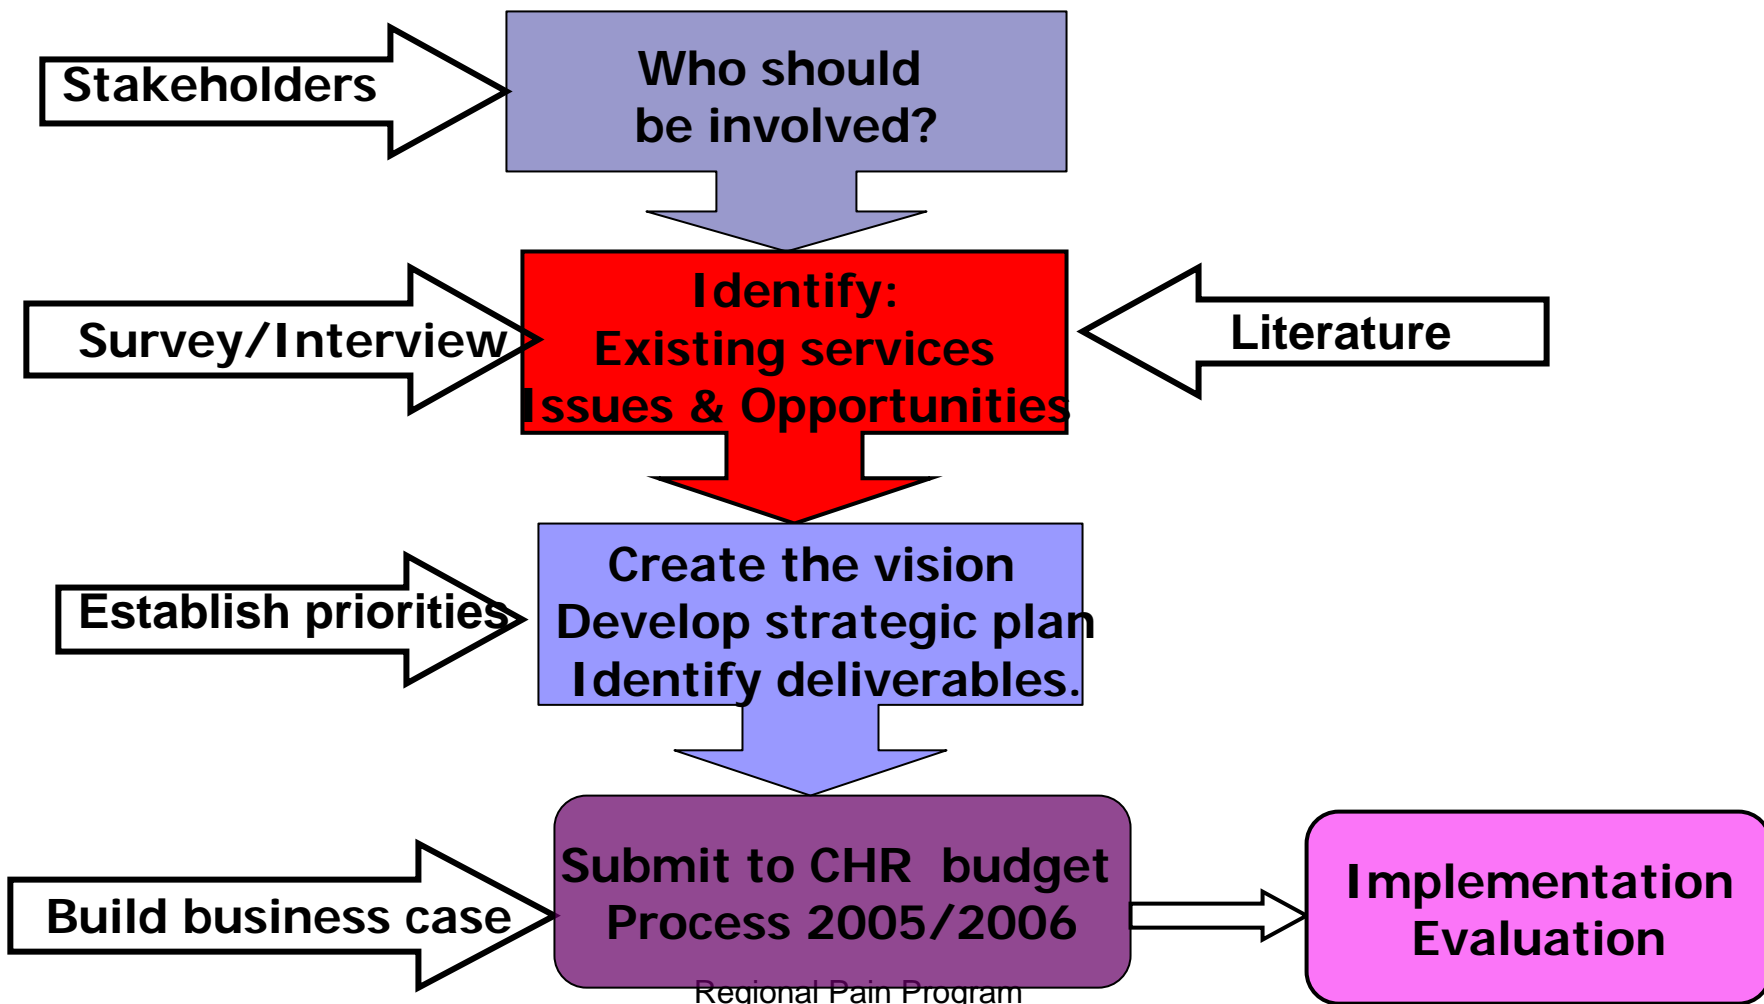 Stakeholders
Who should
be involved?
Survey/Interview
Identify:
Existing services
Issues & Opportunities
Literature
Establish priorities
Create the vision
Develop strategic plan
Identify deliverables.
Build business case
Submit to CHR budget
Process 2005/2006
Implementation
Evaluation
Regional Pain Program